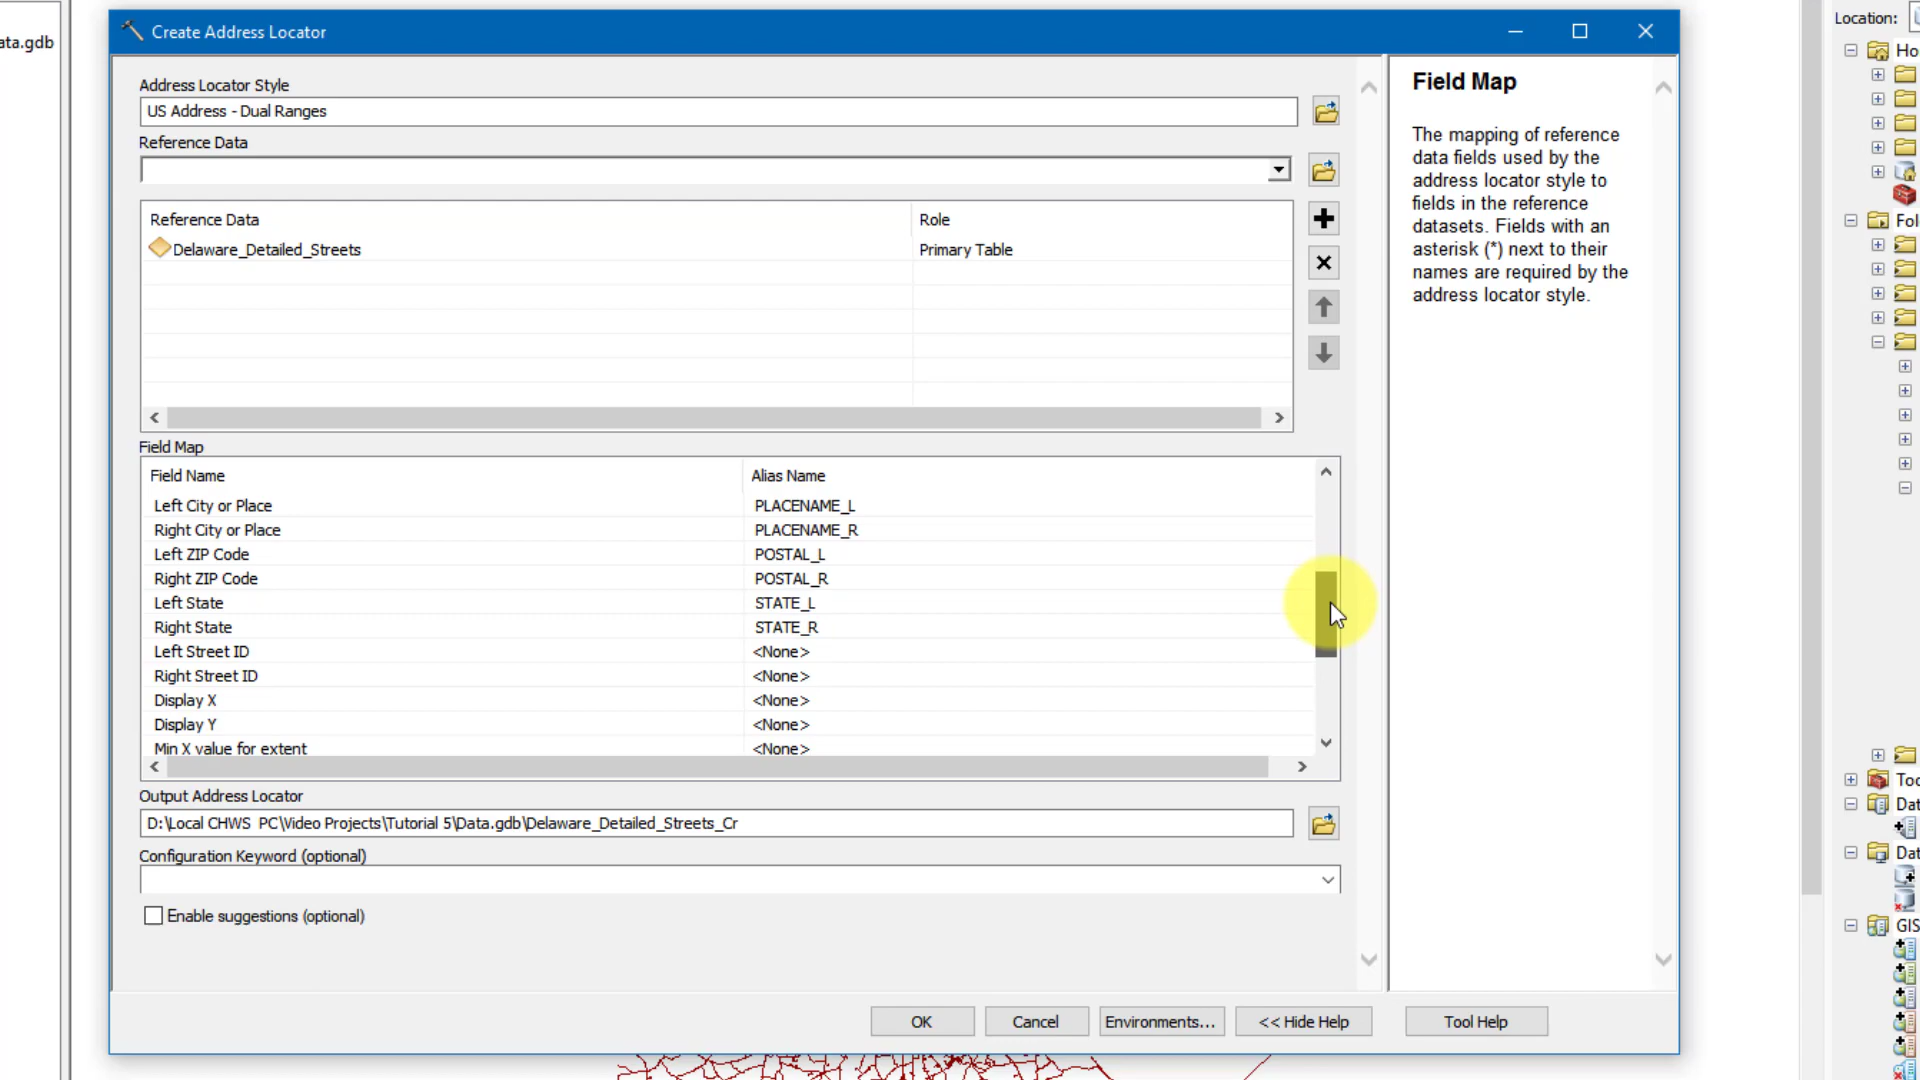 ata.gdb
Create Address Locator
Address Locator Style
US Address - Dual Ranges
Reference Data
Reference Data Role
Delaware_Detailed_Streets Primary Table
Field Map
Field Name Alias Name
Left City or Place PLACENAME_L
Right City or Place PLACENAME_R
Left ZIP Code POSTAL_L
Right ZIP Code POSTAL_R
Left State STATE_L
Right State STATE_R
Left Street ID <None>
Right Street ID <None>
Display X <None>
Display Y <None>
Min X value for extent <None>
Output Address Locator
D:\Local CHWS PC\Video Projects\Tutorial 5\Data.gdb\Delaware_Detailed_Streets_Cr
Configuration Keyword (optional)
Enable suggestions (optional)
OK Cancel Environments... << Hide Help Tool Help
Field Map
The mapping of reference
data fields used by the
address locator style to
fields in the reference
datasets. Fields with an
asterisk (*) next to their
names are required by the
address locator style.
Location:
Ho
Fol
Too
Dat
Dat
GIS